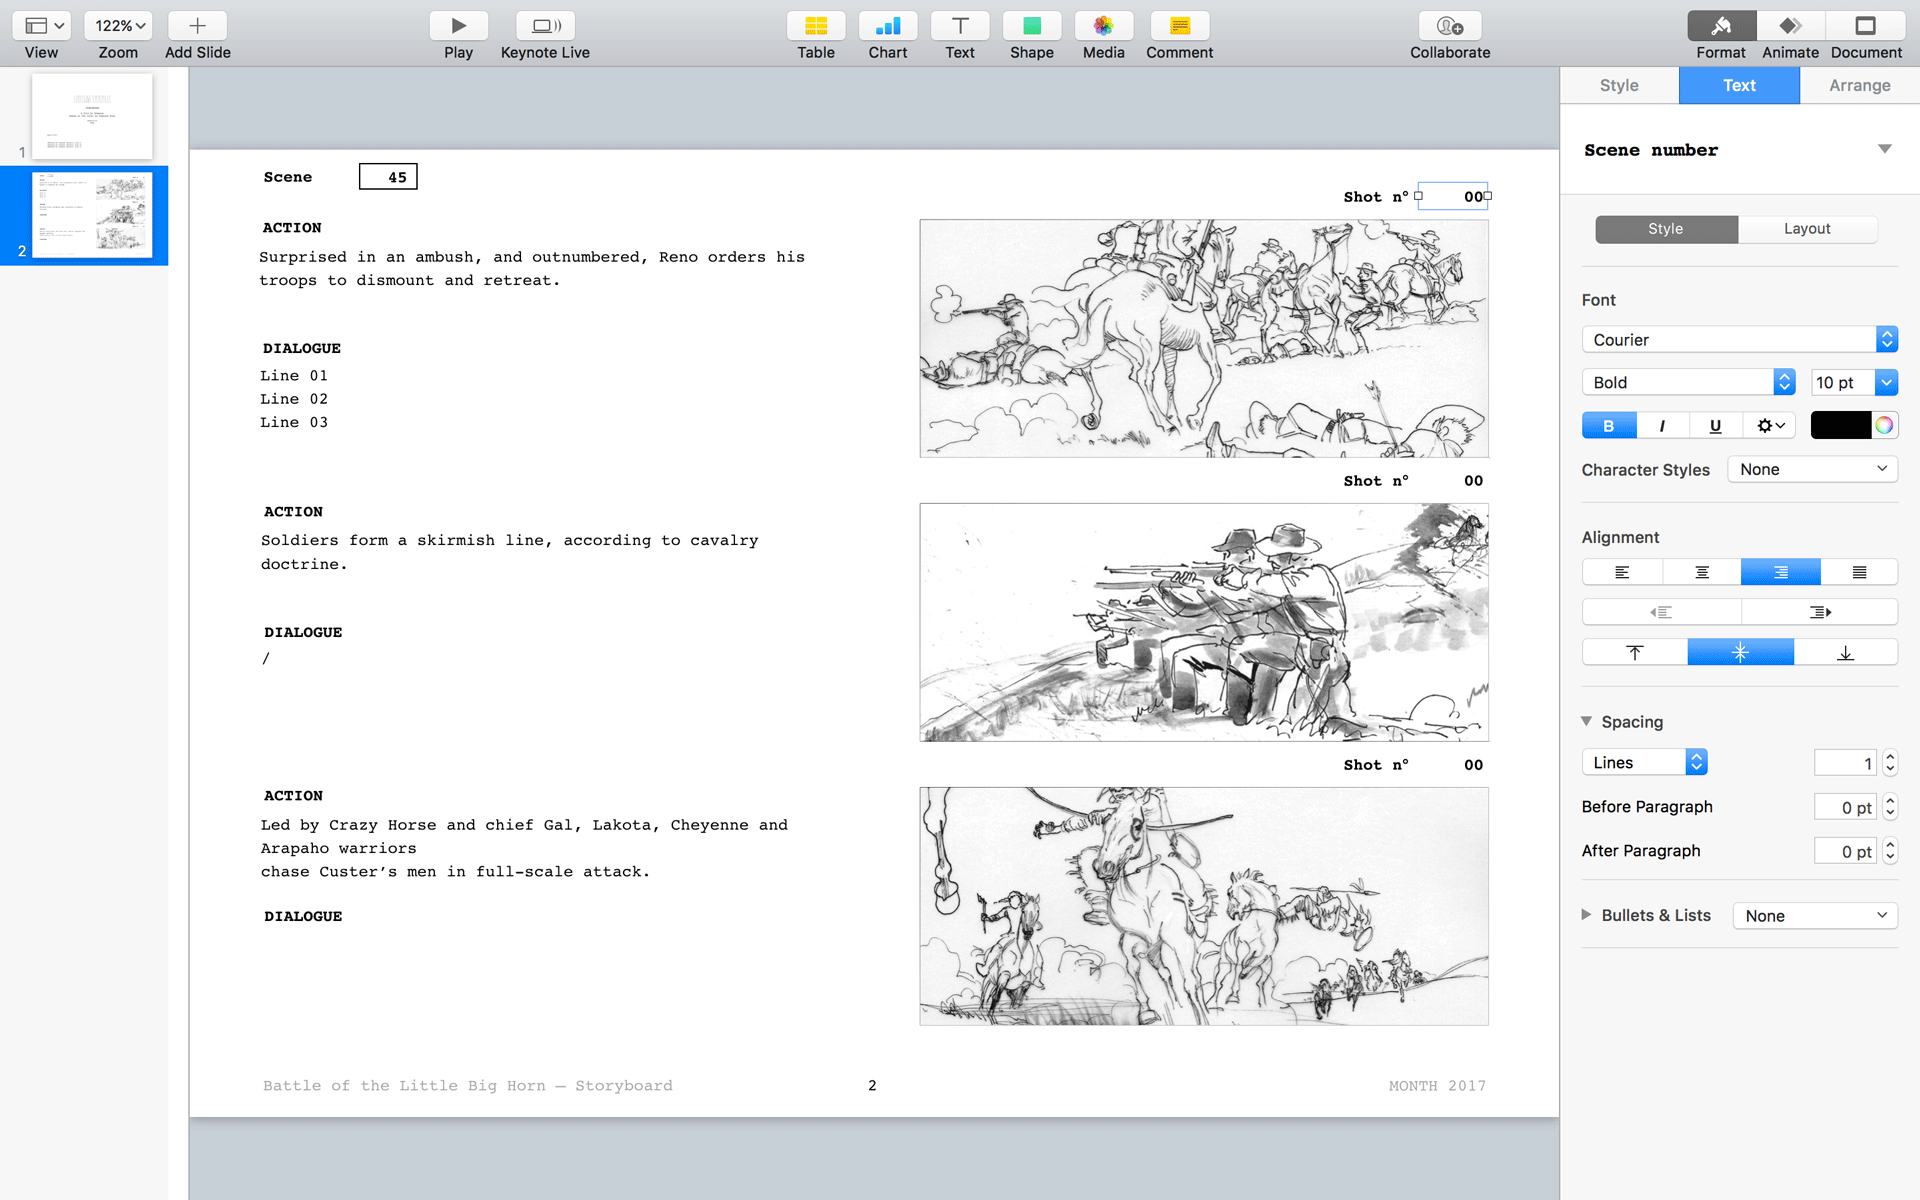 122%
View
Zoom
Add Slide
Play
Keynote Live
Table
Chart
Text
Shape
Media
Comment
Collaborate
Format
Animate
Document
Style
Text
Arrange
1
2
Scene 45
Shot nº 00
ACTION
Surprised in an ambush, and outnumbered, Reno orders his
troops to dismount and retreat.
DIALOGUE
Line 01
Line 02
Line 03
Shot nº 00
ACTION
Soldiers form a skirmish line, according to cavalry
doctrine.
DIALOGUE
/
Shot nº 00
ACTION
Led by Crazy Horse and chief Gal, Lakota, Cheyenne and
Arapaho warriors
chase Custer’s men in full-scale attack.
DIALOGUE
Battle of the Little Big Horn — Storyboard
2
MONTH 2017
Scene number
Style
Layout
Font
Courier
Bold
10 pt
B
I
U
Character Styles
None
Alignment
Spacing
Lines
1
Before Paragraph
0 pt
After Paragraph
0 pt
Bullets & Lists
None